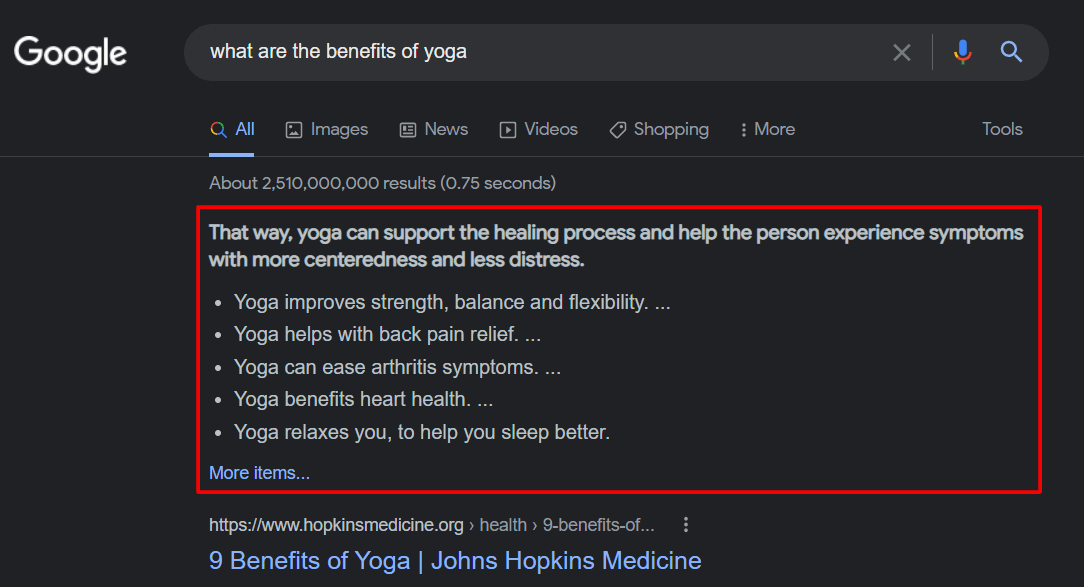 Google
what are the benefits of yoga
All Images News Videos Shopping More Tools
About 2,510,000,000 results (0.75 seconds)
That way, yoga can support the healing process and help the person experience symptoms
with more centeredness and less distress.
• Yoga improves strength, balance and flexibility. ...
• Yoga helps with back pain relief. ...
• Yoga can ease arthritis symptoms. ...
• Yoga benefits heart health. ...
• Yoga relaxes you, to help you sleep better.
More items...
https://www.hopkinsmedicine.org › health › 9-benefits-of...
9 Benefits of Yoga | Johns Hopkins Medicine